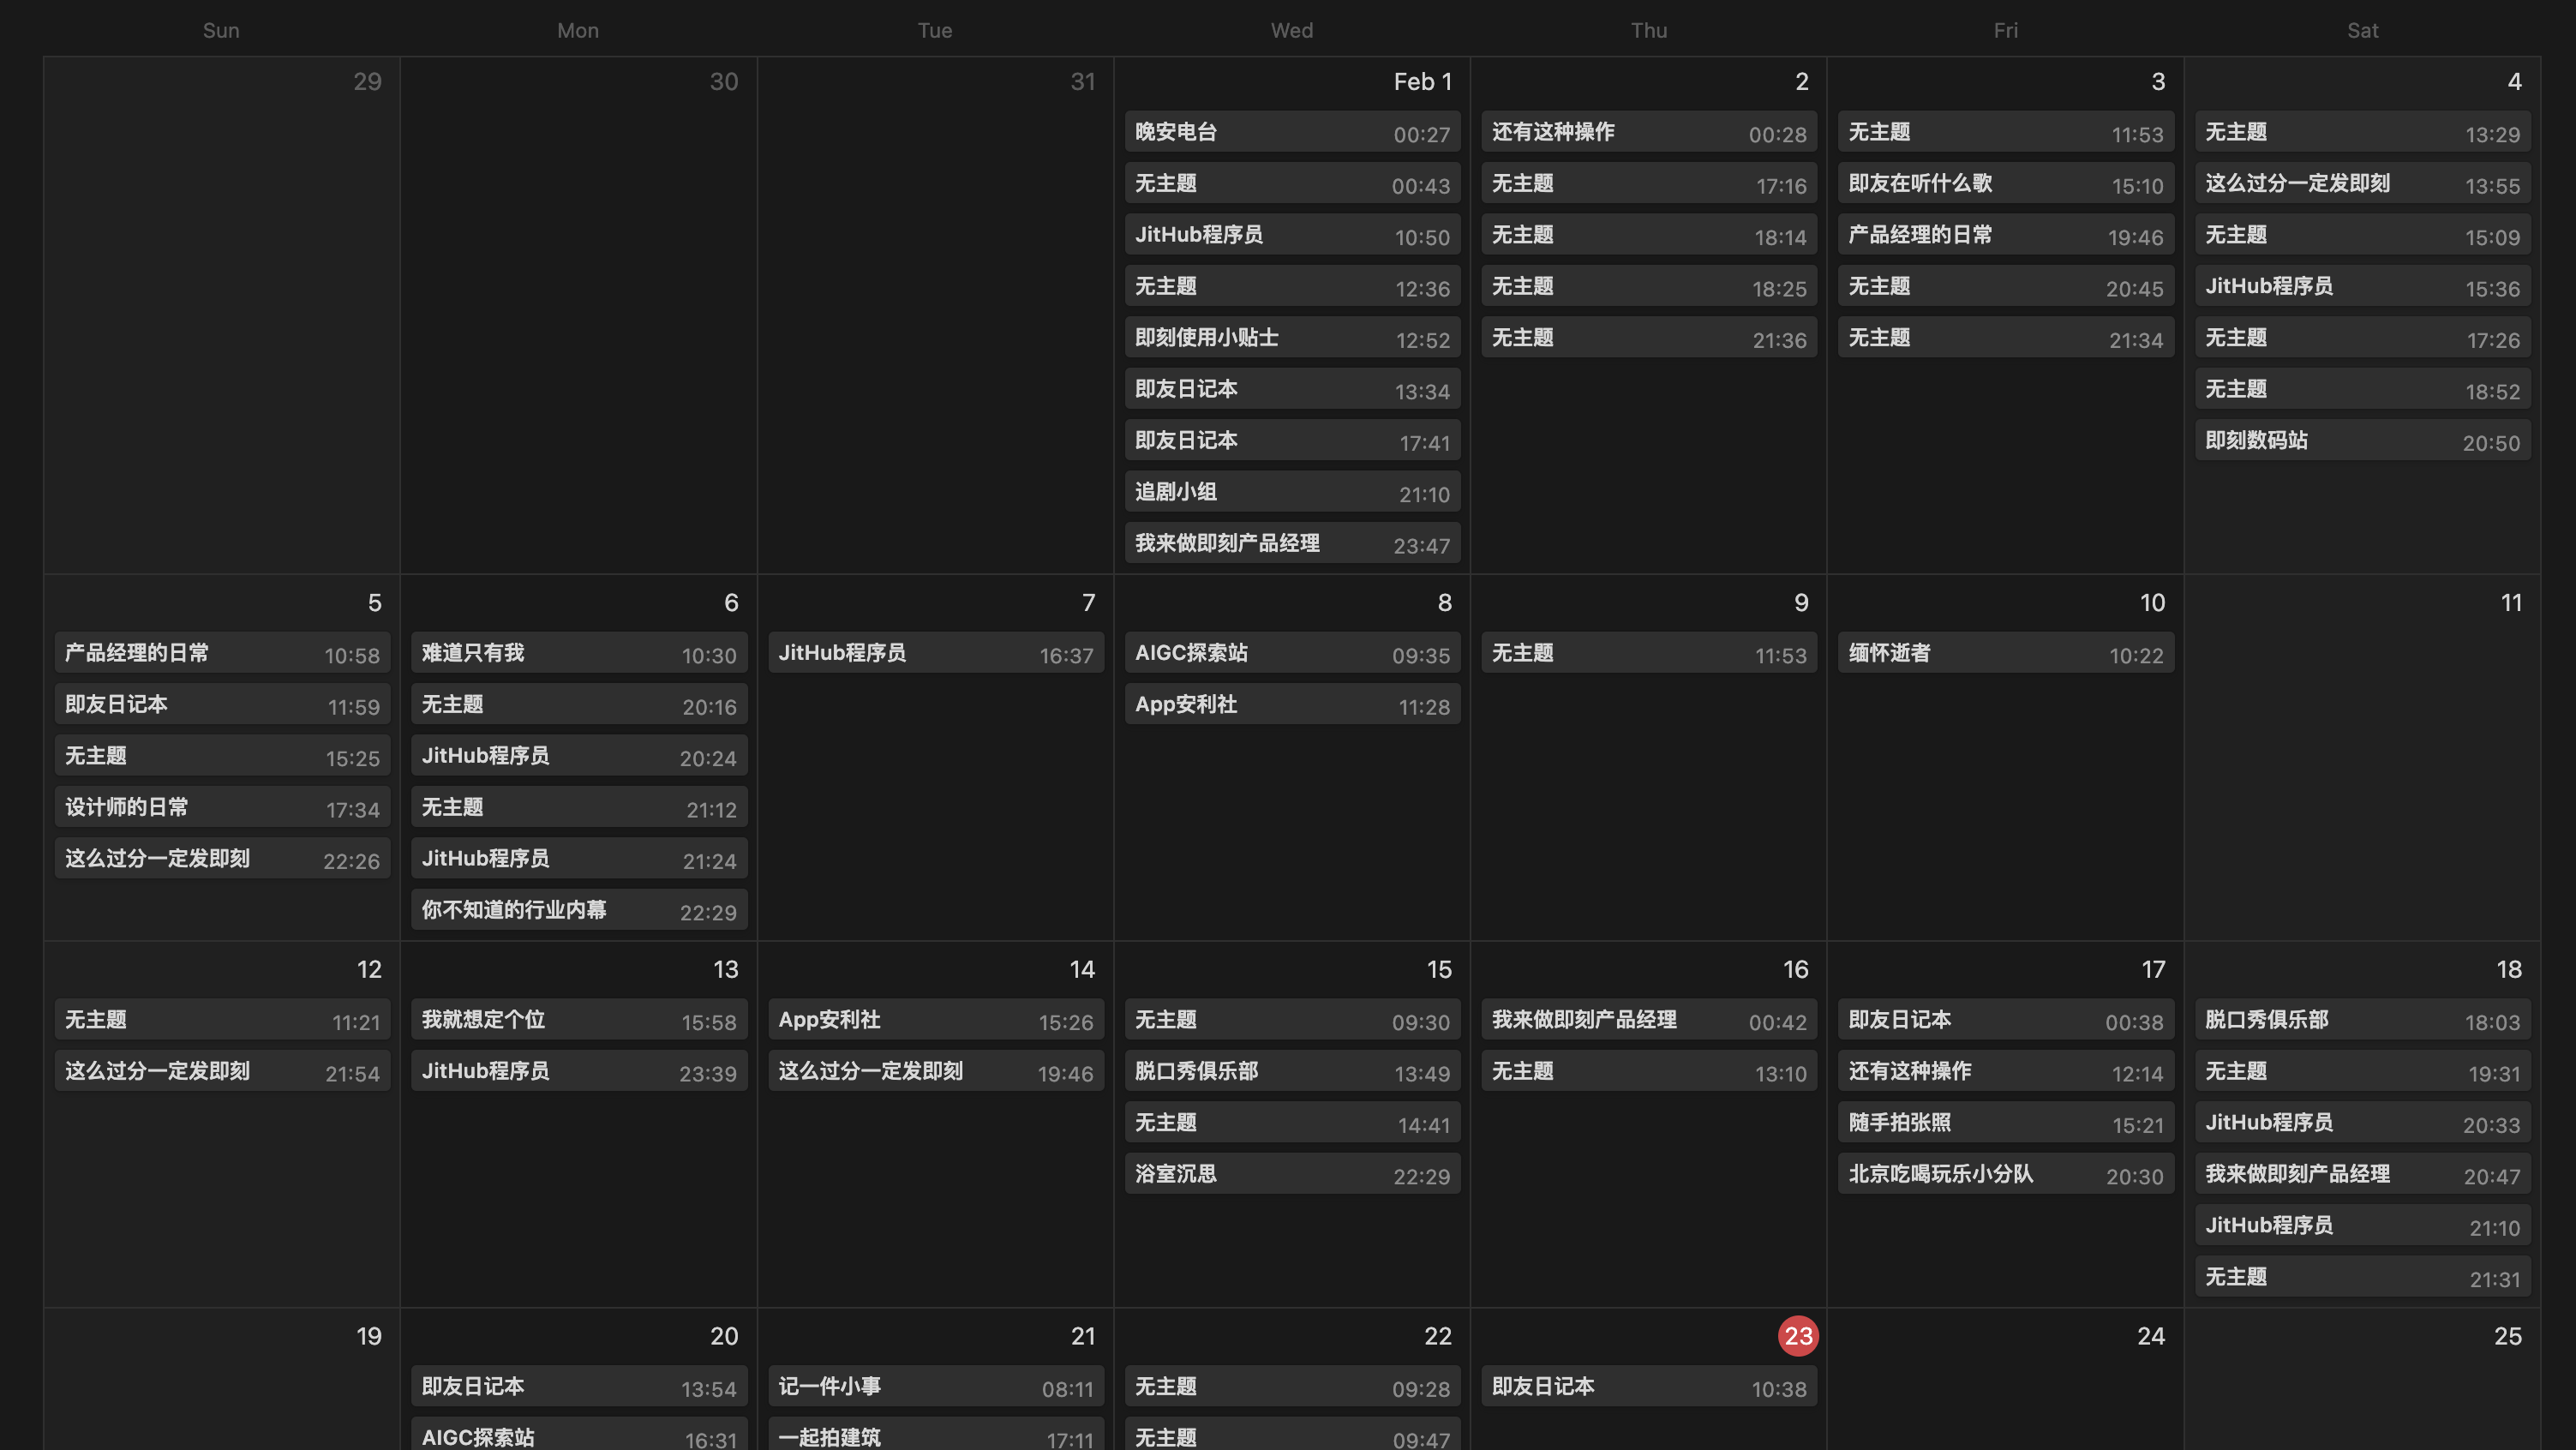 Sun Mon Tue Wed Thu Fri Sat
29
30
31
Feb 1
晚安电台 00:27
无主题 00:43
JitHub程序员 10:50
无主题 12:36
即刻使用小贴士 12:52
即友日记本 13:34
即友日记本 17:41
追剧小组 21:10
我来做即刻产品经理 23:47
2
还有这种操作 00:28
无主题 17:16
无主题 18:14
无主题 18:25
无主题 21:36
3
无主题 11:53
即友在听什么歌 15:10
产品经理的日常 19:46
无主题 20:45
无主题 21:34
4
无主题 13:29
这么过分一定发即刻 13:55
无主题 15:09
JitHub程序员 15:36
无主题 17:26
无主题 18:52
即刻数码站 20:50
5
产品经理的日常 10:58
即友日记本 11:59
无主题 15:25
设计师的日常 17:34
这么过分一定发即刻 22:26
6
难道只有我 10:30
无主题 20:16
JitHub程序员 20:24
无主题 21:12
JitHub程序员 21:24
你不知道的行业内幕 22:29
7
JitHub程序员 16:37
8
AIGC探索站 09:35
App安利社 11:28
9
无主题 11:53
10
缅怀逝者 10:22
11
12
无主题 11:21
这么过分一定发即刻 21:54
13
我就想定个位 15:58
JitHub程序员 23:39
14
App安利社 15:26
这么过分一定发即刻 19:46
15
无主题 09:30
脱口秀俱乐部 13:49
无主题 14:41
浴室沉思 22:29
16
我来做即刻产品经理 00:42
无主题 13:10
17
即友日记本 00:38
还有这种操作 12:14
随手拍张照 15:21
北京吃喝玩乐小分队 20:30
18
脱口秀俱乐部 18:03
无主题 19:31
JitHub程序员 20:33
我来做即刻产品经理 20:47
JitHub程序员 21:10
无主题 21:31
19
20
即友日记本 13:54
AIGC探索站 16:31
21
记一件小事 08:11
一起拍建筑 17:11
22
无主题 09:28
无主题 09:47
23
即友日记本 10:38
24
25